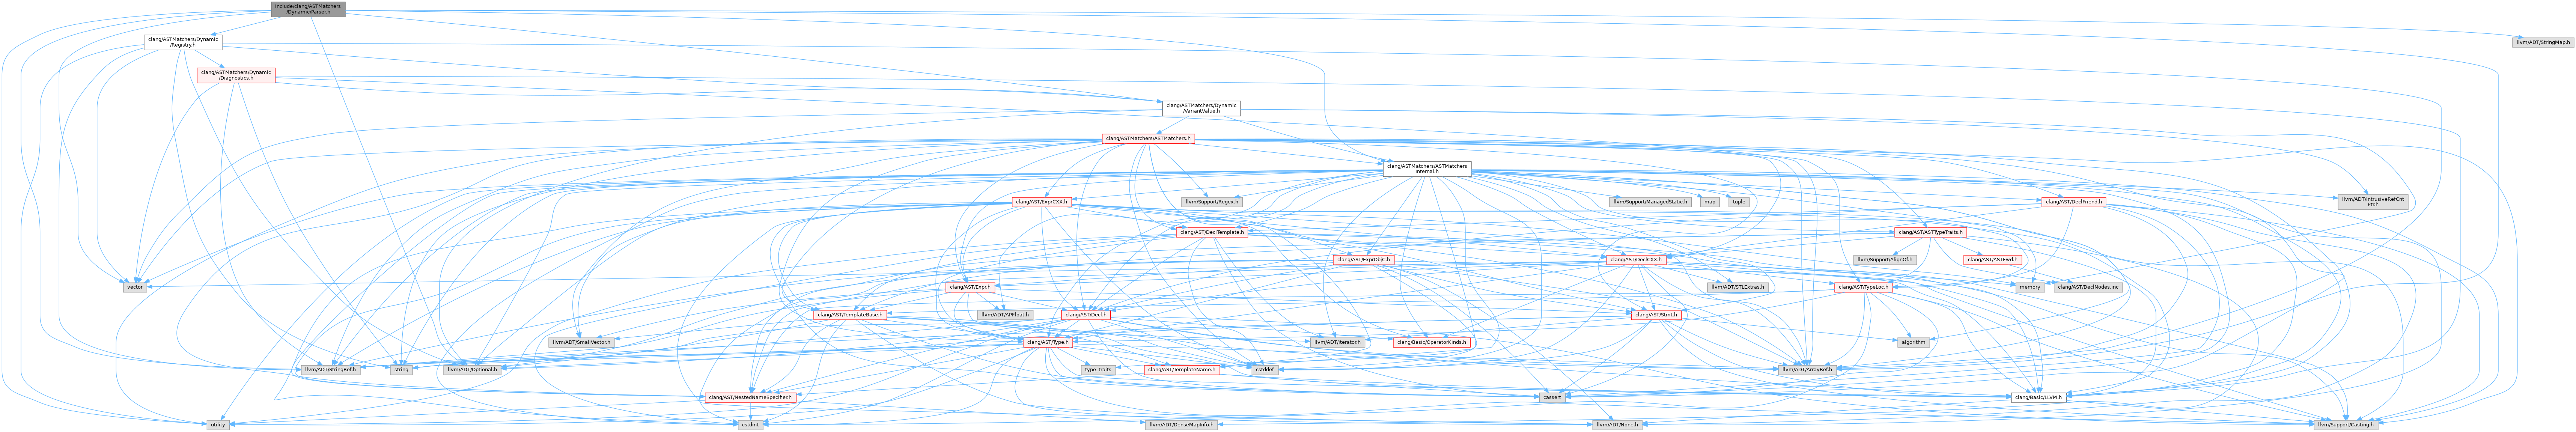 include/clang/ASTMatchers
/Dynamic/Parser.h
clang/ASTMatchers/Dynamic
/Registry.h
llvm/ADT/StringMap.h
clang/ASTMatchers/Dynamic
/Diagnostics.h
clang/ASTMatchers/Dynamic
/VariantValue.h
clang/ASTMatchers/ASTMatchers.h
clang/ASTMatchers/ASTMatchers
Internal.h
clang/AST/ExprCXX.h
llvm/Support/Regex.h
llvm/Support/ManagedStatic.h
map
tuple
clang/AST/DeclFriend.h
llvm/ADT/IntrusiveRefCnt
Ptr.h
clang/AST/DeclTemplate.h
clang/AST/ASTTypeTraits.h
clang/AST/ExprObjC.h
clang/AST/DeclCXX.h
llvm/Support/AlignOf.h
clang/AST/ASTFwd.h
vector
clang/AST/Expr.h
llvm/ADT/STLExtras.h
clang/AST/TypeLoc.h
memory
clang/AST/DeclNodes.inc
clang/AST/TemplateBase.h
llvm/ADT/APFloat.h
clang/AST/Decl.h
clang/AST/Stmt.h
llvm/ADT/SmallVector.h
clang/AST/Type.h
llvm/ADT/iterator.h
clang/Basic/OperatorKinds.h
algorithm
llvm/ADT/StringRef.h
string
llvm/ADT/Optional.h
type_traits
clang/AST/TemplateName.h
cstddef
llvm/ADT/ArrayRef.h
clang/AST/NestedNameSpecifier.h
cassert
clang/Basic/LLVM.h
utility
cstdint
llvm/ADT/DenseMapInfo.h
llvm/ADT/None.h
llvm/Support/Casting.h